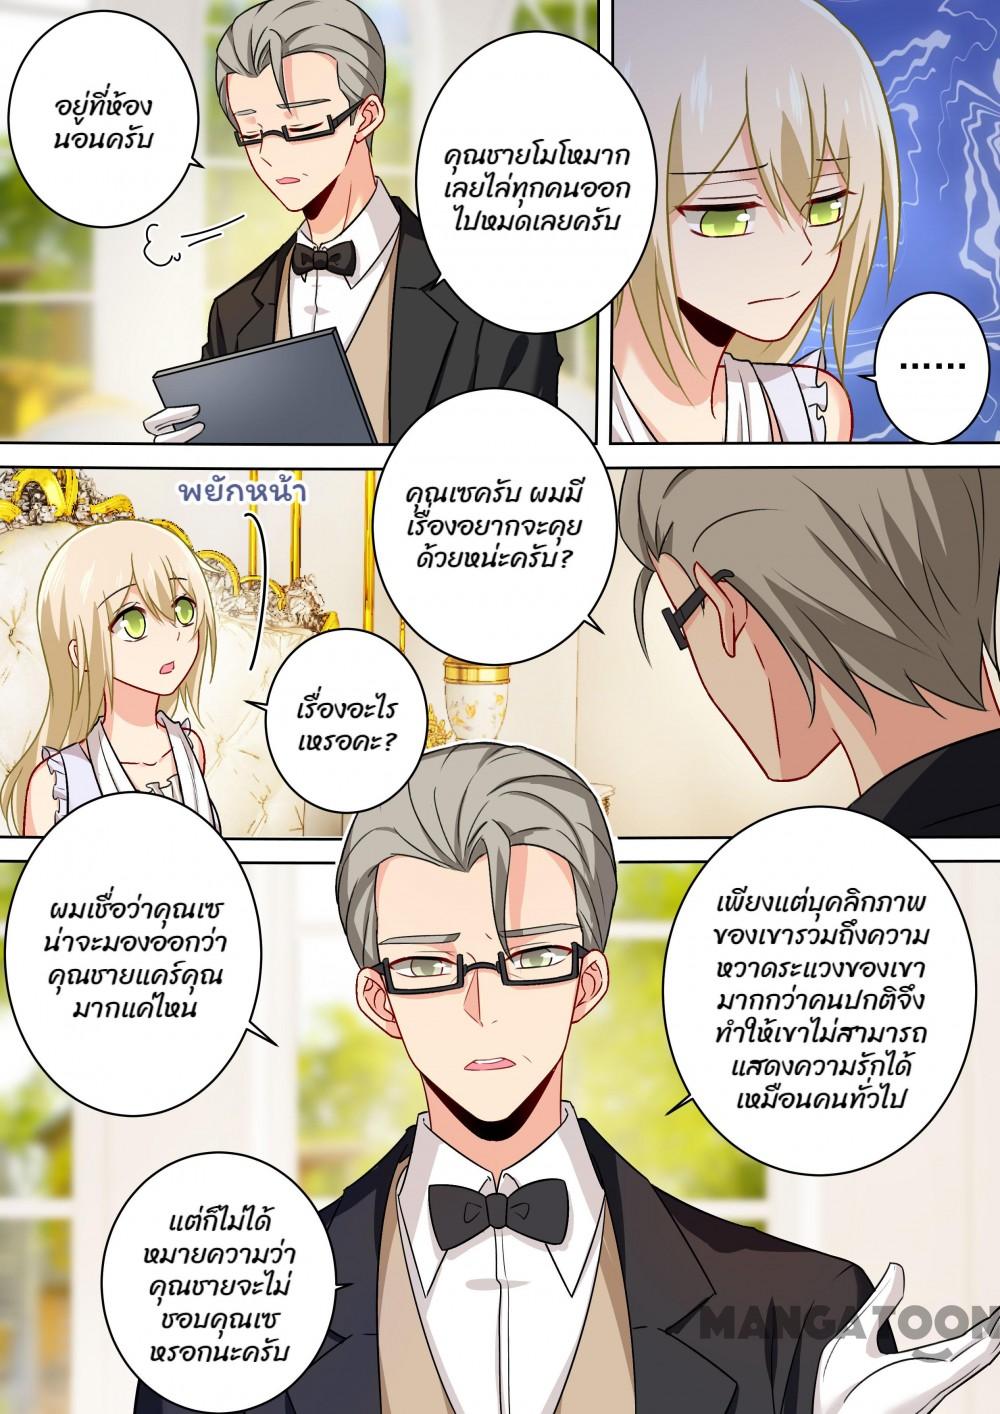 อยู่ที่ห้อง
นอนครับ
คุณชายโมโหมาก
เลยไล่ทุกคนออก
ไปหมดเลยครับ
......
คุณเซครับ ผมมี
เรื่องอยากจะคุย
ด้วยหน่ะครับ?
พยักหน้า
เรื่องอะไร
เหรอคะ?
ผมเชื่อว่าคุณเซ
น่าจะมองออกว่า
คุณชายแคร์คุณ
มากแค่ไหน
เพียงแต่บุคลิกภาพ
ของเขารวมถึงความ
หวาดระแวงของเขา
มากกว่าคนปกติจึง
ทำให้เขาไม่สามารถ
แสดงความรักได้
เหมือนคนทั่วไป
แต่ก็ไม่ได้
หมายความว่า
คุณชายจะไม่
ชอบคุณเซ
หรอกนะครับ
MANGATOON